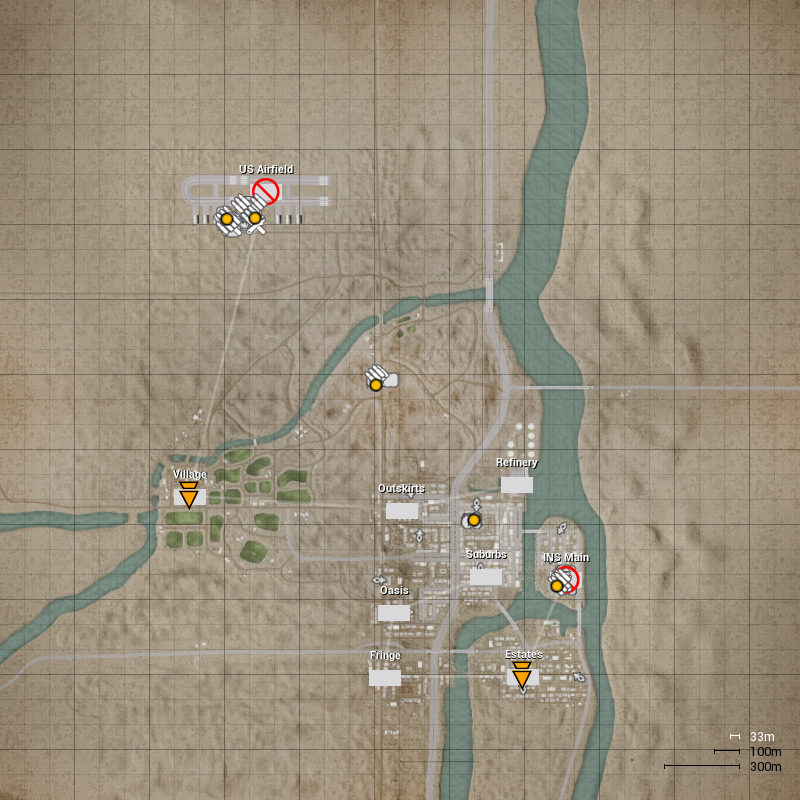 US Airfield
Refinery
Village
Outskirts
Suburbs
INS Main
Oasis
Estates
Fringe
33m
100m
300m